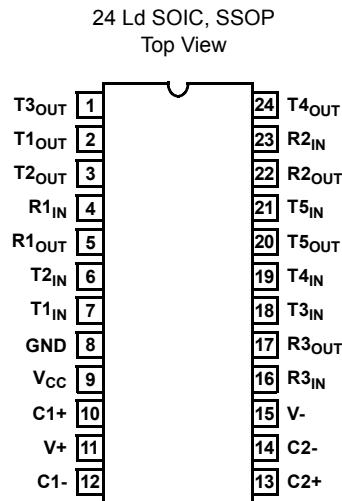 24 Ld SOIC, SSOP
Top View
T3OUT 1 24 T4OUT
T1OUT 2 23 R2IN
T2OUT 3 22 R2OUT
R1IN 4 21 T5IN
R1OUT 5 20 T5OUT
T2IN 6 19 T4IN
T1IN 7 18 T3IN
GND 8 17 R3OUT
VCC 9 16 R3IN
C1+ 10 15 V-
V+ 11 14 C2-
C1- 12 13 C2+